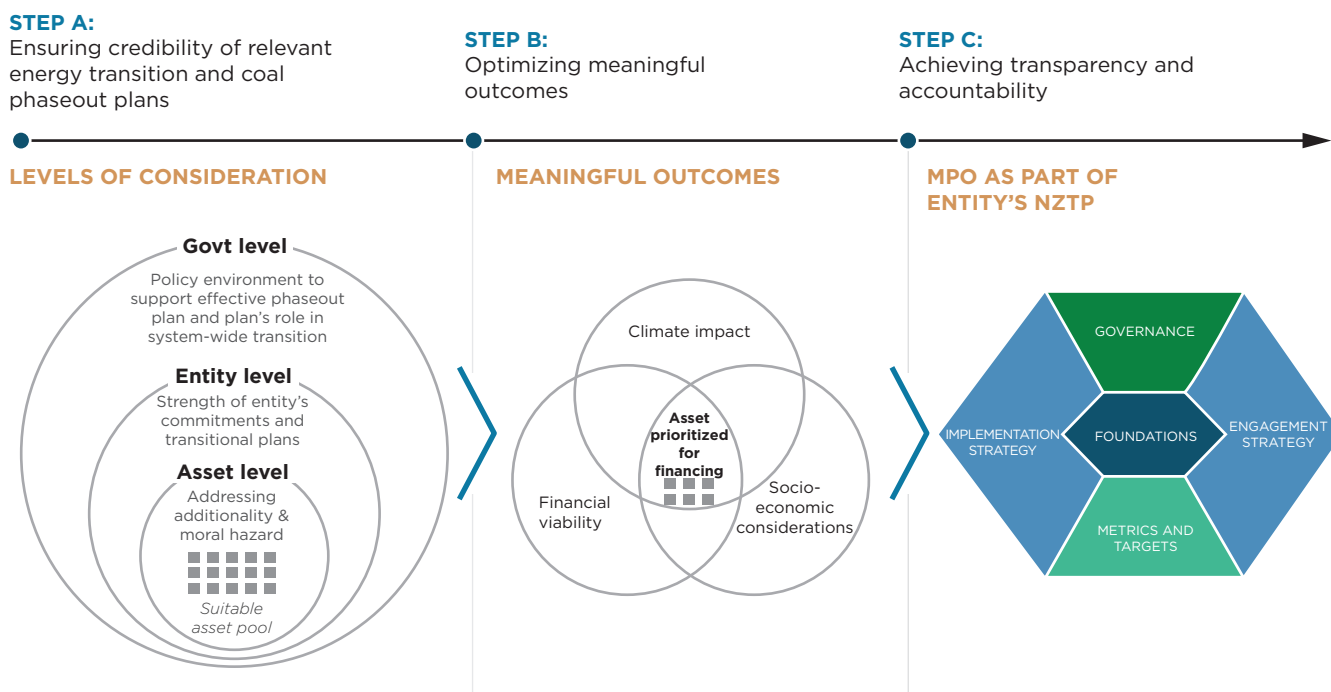 STEP A:
Ensuring credibility of relevant
energy transition and coal
phaseout plans
STEP B:
Optimizing meaningful
outcomes
STEP C:
Achieving transparency and
accountability
LEVELS OF CONSIDERATION
Govt level
Policy environment to
support effective phaseout
plan and plan's role in
system-wide transition
Entity level
Strength of entity's
commitments and
transitional plans
Asset level
Addressing
additionality &
moral hazard
Suitable
asset pool
MEANINGFUL OUTCOMES
Climate impact
Asset
prioritized
for
financing
Financial
viability
Socio-
economic
considerations
MPO AS PART OF
ENTITY'S NZTP
GOVERNANCE
IMPLEMENTATION
STRATEGY
FOUNDATIONS
ENGAGEMENT
STRATEGY
METRICS AND
TARGETS